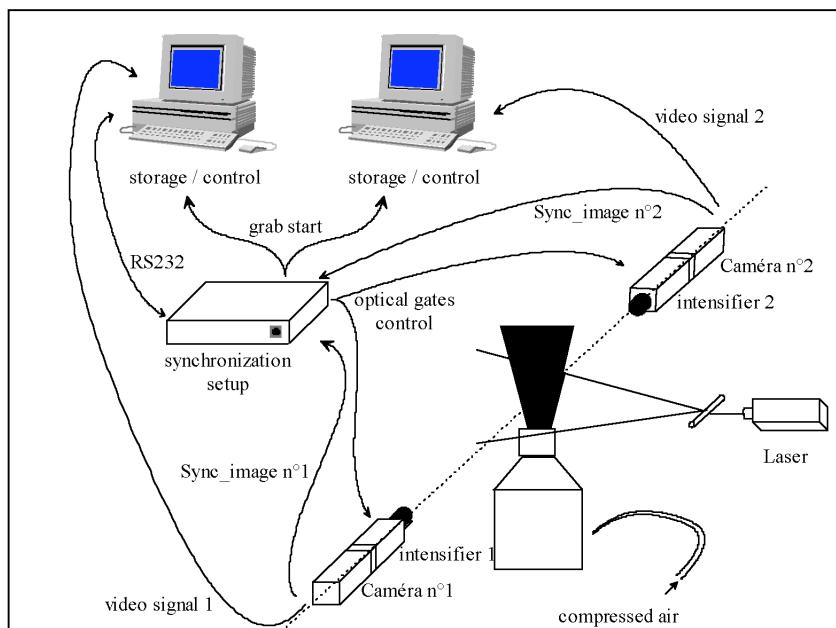 video signal 2
storage / control
storage / control
Sync_image n°2
grab start
RS232
Caméra n°2
optical gates
control
intensifier 2
synchronization
setup
Laser
Sync_image n°1
intensifier 1
Caméra n°1
video signal 1
compressed air